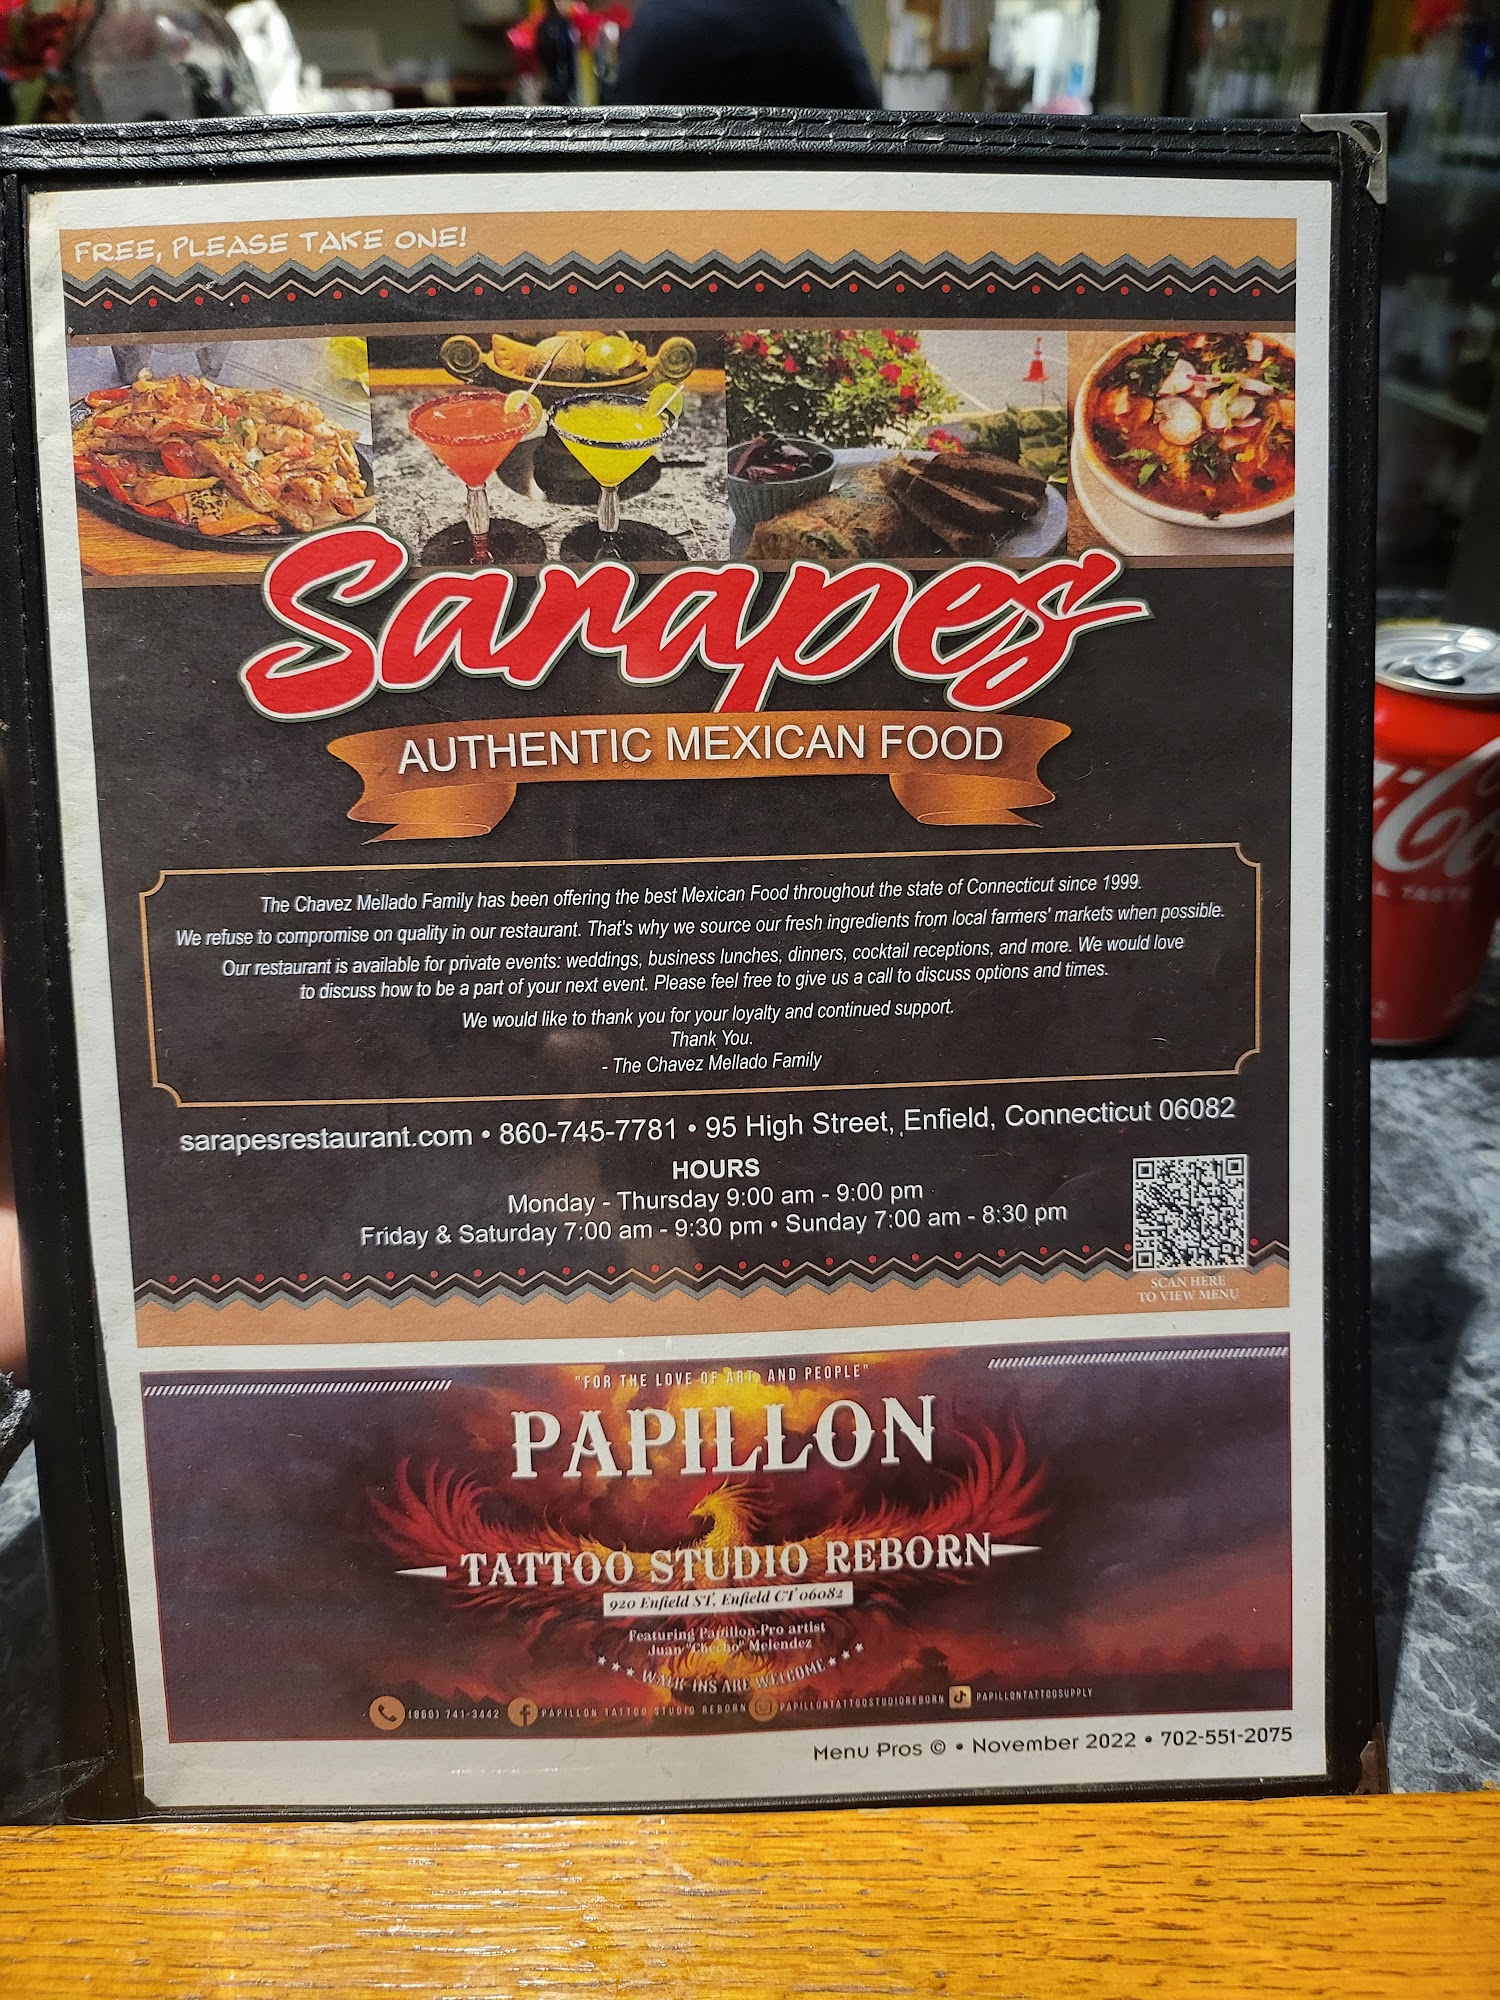 FREE, PLEASE TAKE ONE!
Sarapes
AUTHENTIC MEXICAN FOOD
The Chavez Mellado Family has been offering the best Mexican Food throughout the state of Connecticut since 1999.
We refuse to compromise on quality in our restaurant. That's why we source our fresh ingredients from local farmers' markets when possible.
Our restaurant is available for private events: weddings, business lunches, dinners, cocktail receptions, and more. We would love
to discuss how to be a part of your next event. Please feel free to give us a call to discuss options and times.
We would like to thank you for your loyalty and continued support.
Thank You.
- The Chavez Mellado Family
sarapesrestaurant.com • 860-745-7781 • 95 High Street, Enfield, Connecticut 06082
HOURS
Monday - Thursday 9:00 am - 9:00 pm
Friday & Saturday 7:00 am - 9:30 pm • Sunday 7:00 am - 8:30 pm
SCAN HERE
TO VIEW MENU
"FOR THE LOVE OF ART, AND PEOPLE"
PAPILLON
TATTOO STUDIO REBORN
920 Enfield ST, Enfield CT 06082
Featuring Papillon-Pro artist
Juan "Checho" Melendez
WALK-INS ARE WELCOME
(860) 741-3442 PAPILLON TATTOO STUDIO REBORN PAPILLONTATTOOSTUDIOREBORN PAPILLONTATTOOSUPPLY
Menu Pros © • November 2022 • 702-551-2075